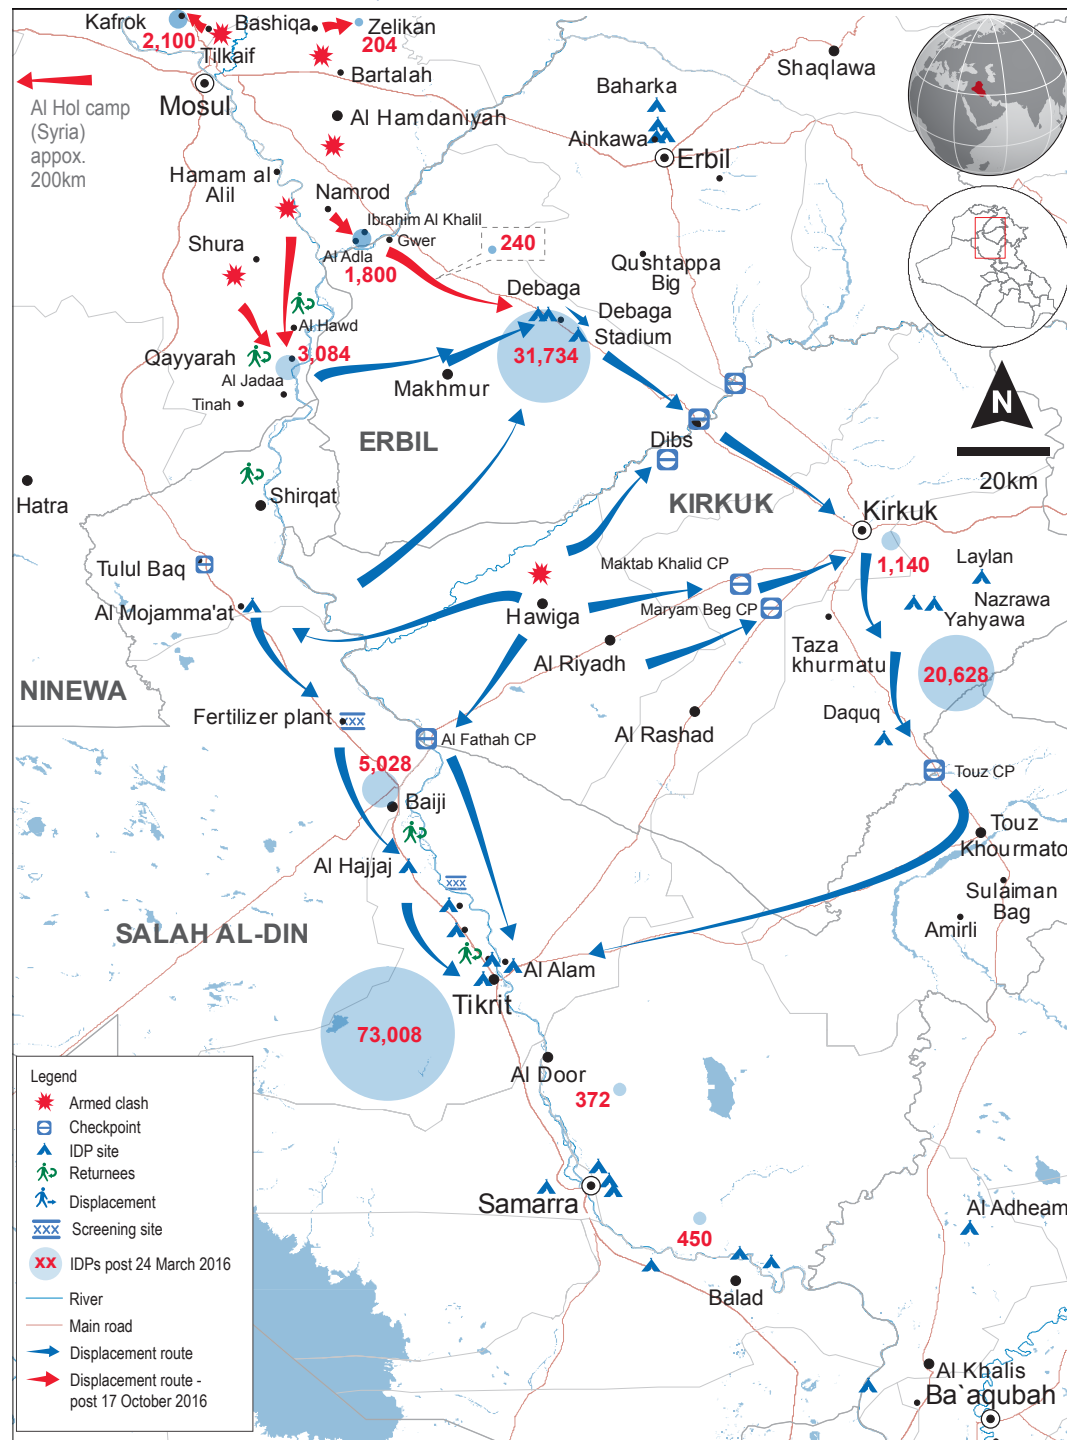 Kafrok
Bashiqa
Zelikan
2,100
204
Tilkaif
Bartalah
Shaqlawa
Mosul
Baharka
Al Hol camp
(Syria)
appox.
200km
Al Hamdaniyah
Ainkawa
Erbil
Hamam al
Alil
Namrod
Ibrahim Al Khalil
Gwer
Shura
Al Adla
240
1,800
Qushtappa
Big
Debaga
Debaga
Stadium
Al Hawd
Qayyarah
3,084
31,734
Al Jadaa
Makhmur
Tinah
N
ERBIL
Dibs
20km
Hatra
Shirqat
KIRKUK
Kirkuk
Tulul Baq
Maktab Khalid CP
1,140
Laylan
Al Mojamma'at
Hawiga
Maryam Beg CP
Nazrawa
Yahyawa
Taza
khurmatu
Al Riyadh
20,628
NINEWA
Fertilizer plant
xxx
Al Fathah CP
Al Rashad
Daquq
5,028
Touz CP
Baiji
Touz
Khourmato
Al Hajjaj
xxx
Sulaiman
Bag
SALAH AL-DIN
Amirli
Al Alam
Tikrit
73,008
Al Door
372
Legend
Armed clash
Checkpoint
IDP site
Returnees
Displacement
xxx Screening site
xx IDPs post 24 March 2016
River
Main road
Displacement route
Displacement route -
post 17 October 2016
Samarra
Al Adheam
450
Balad
Al Khalis
Ba`aqubah